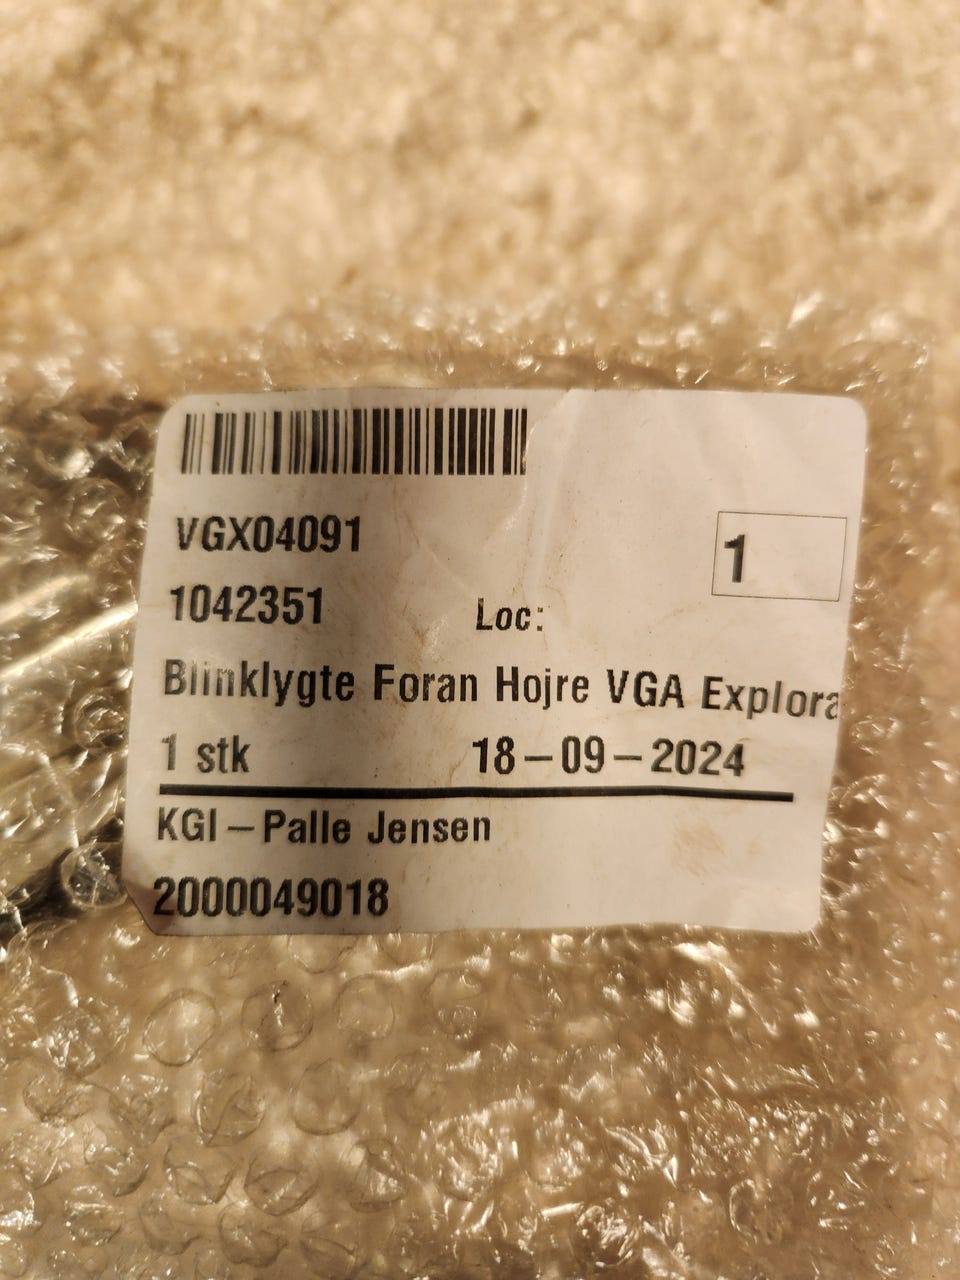 VGX04091
1
1042351 Loc:
Blinklygte Foran Hojre VGA Explora
1 stk 18-09-2024
KGI-Palle Jensen
2000049018